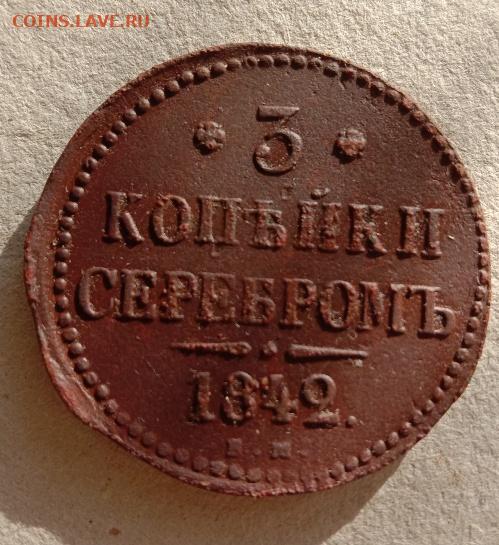 COINS.LAVE.RU
* 3 *
КОПѢЙКИ
СЕРЕБРОМЪ
1842.